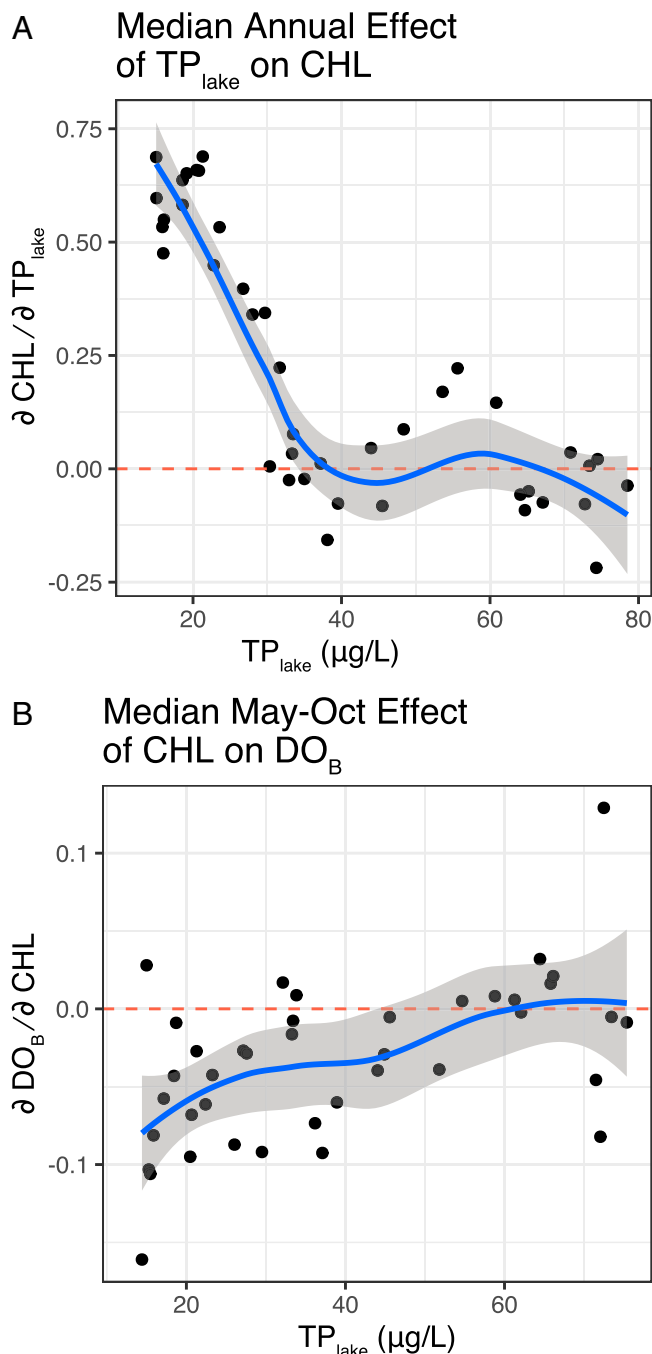 A
Median Annual Effect
of TPlake on CHL
0.75
0.50
0.25
0.00
-0.25
∂ CHL / ∂ TPlake
20 40 60 80
TPlake (µg/L)
B
Median May-Oct Effect
of CHL on DOB
0.1
0.0
-0.1
∂ DOB / ∂ CHL
20 40 60
TPlake (µg/L)